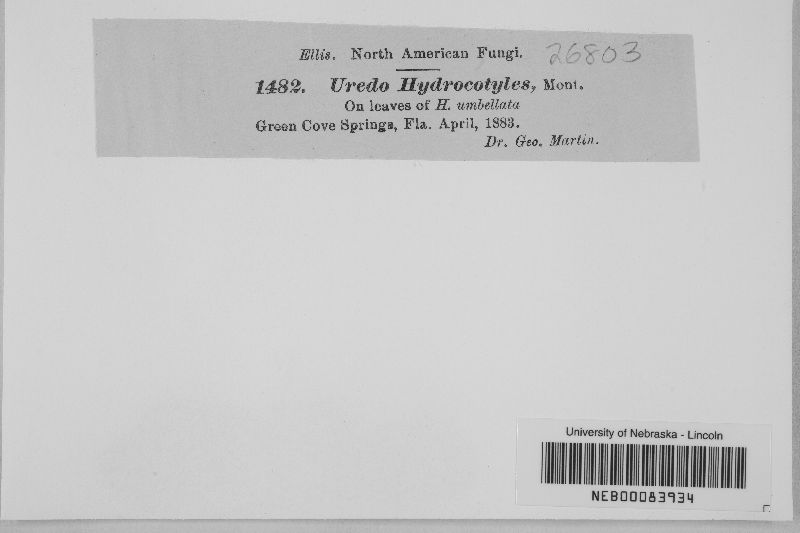 Ellis. North American Fungi. 26803
1482. Uredo Hydrocotyles, Mont.
On leaves of H. umbellata
Green Cove Springs, Fla. April, 1883.
Dr. Geo. Martin.
University of Nebraska - Lincoln
NEB00083934